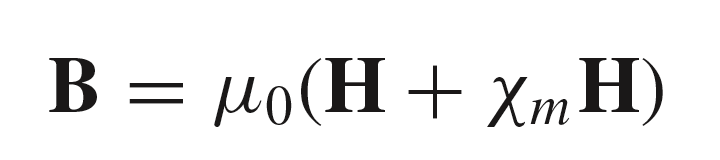 B = μ₀(H + χₘH)